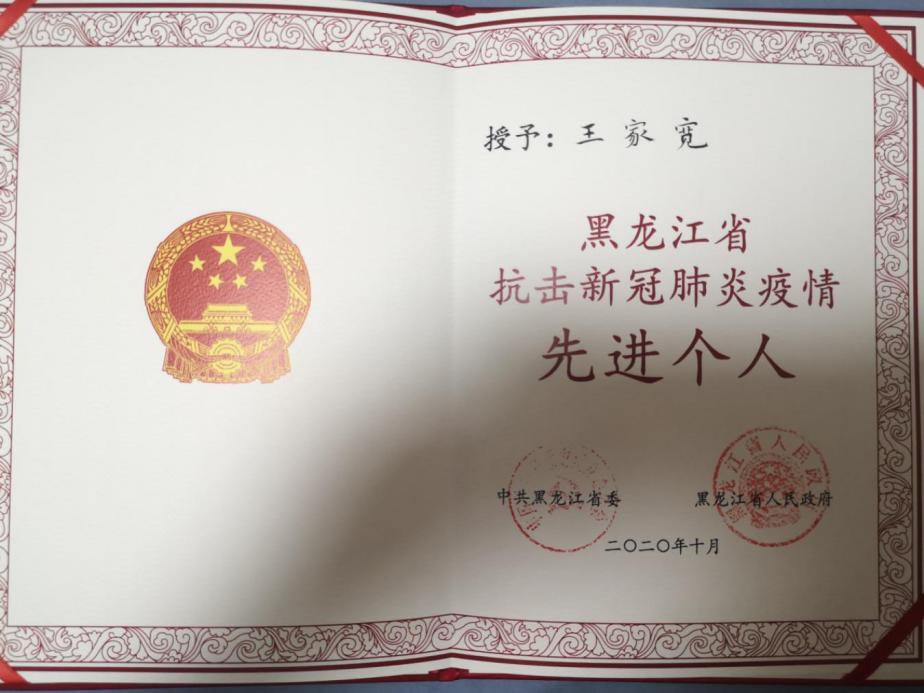 授予：王家宽
黑龙江省
抗击新冠肺炎疫情
先进个人
中共黑龙江省委
黑龙江省人民政府
二〇二〇年十月